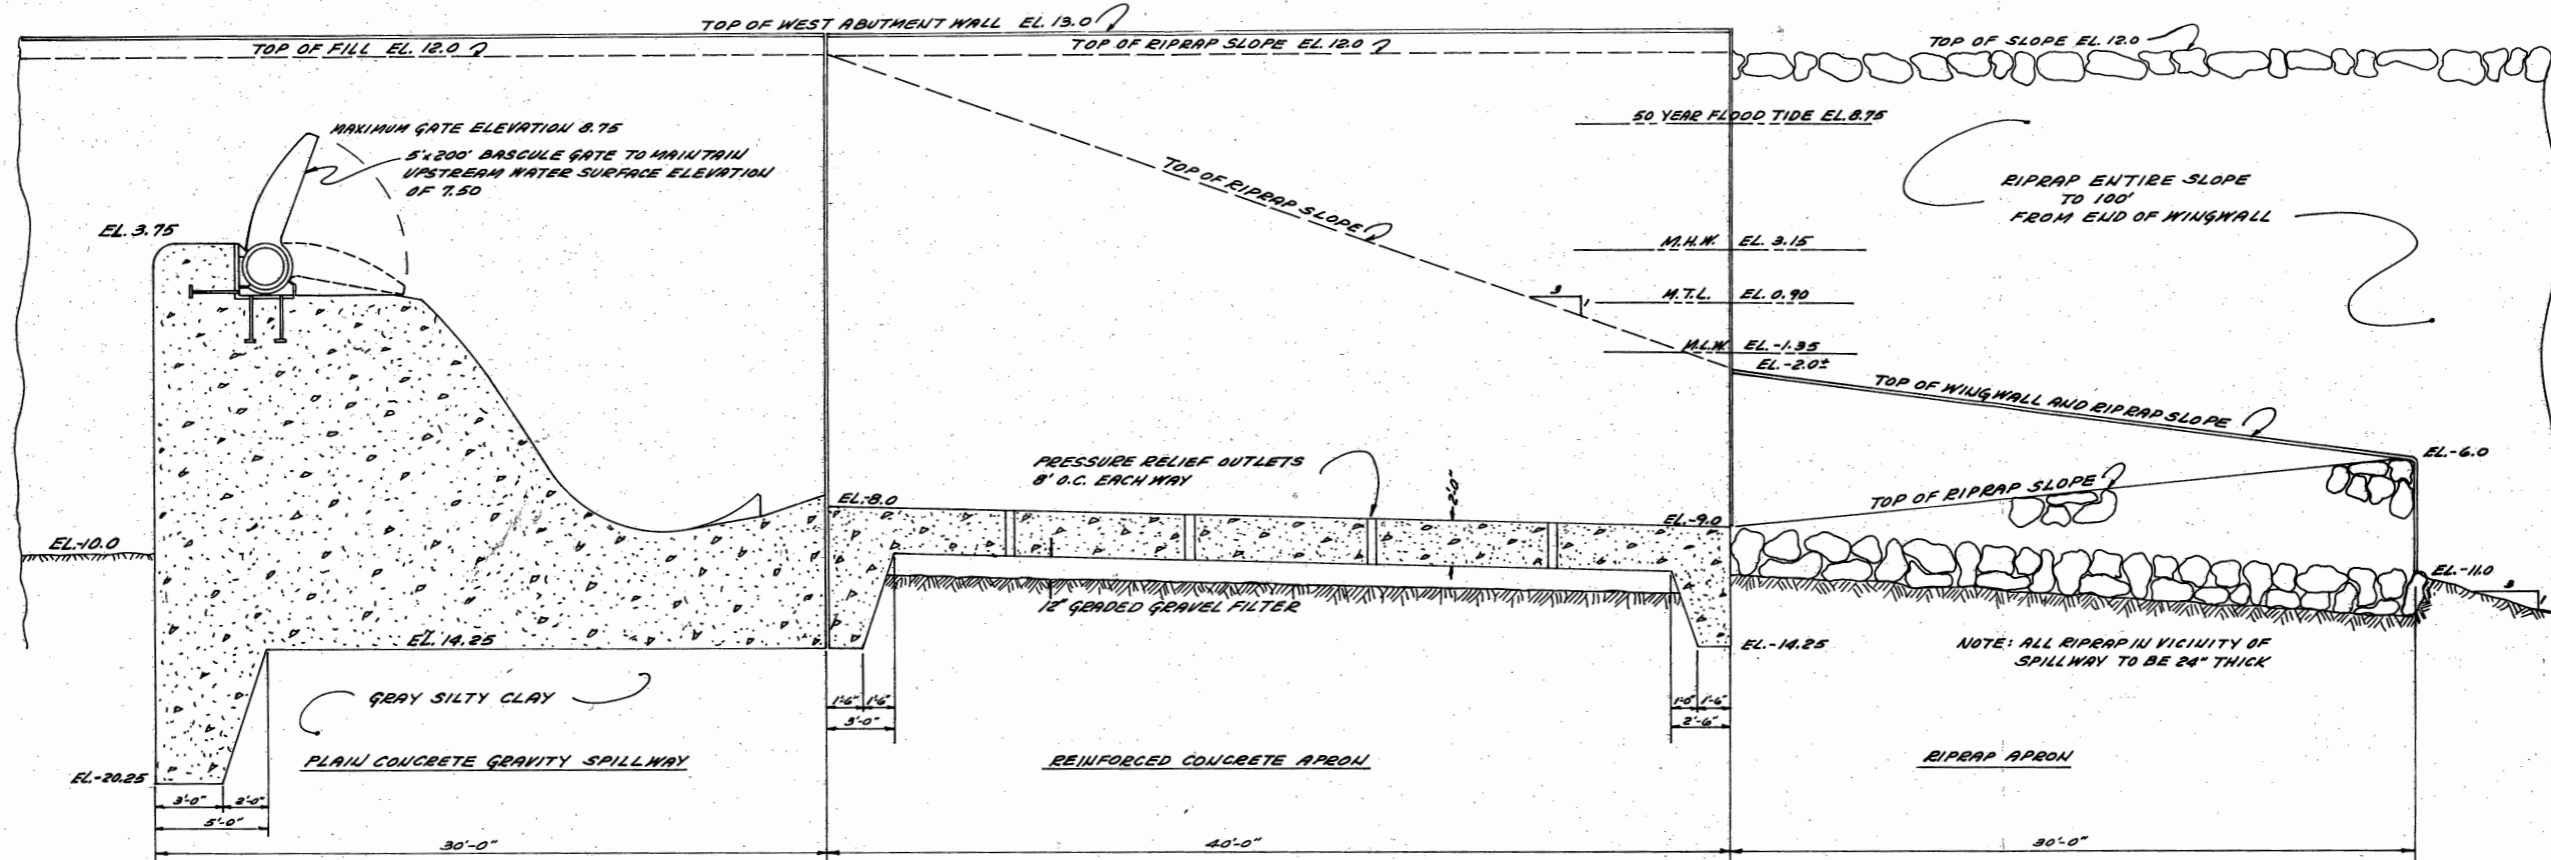 TOP OF WEST ABUTMENT WALL EL. 13.0
TOP OF FILL EL. 12.0
TOP OF RIPRAP SLOPE EL. 12.0
TOP OF SLOPE EL. 12.0
MAXIMUM GATE ELEVATION 8.75
5'x200' BASCULE GATE TO MAINTAIN
UPSTREAM WATER SURFACE ELEVATION
OF 7.50
50 YEAR FLOOD TIDE EL. 8.75
TOP OF RIPRAP SLOPE
RIPRAP ENTIRE SLOPE
TO 100'
FROM END OF WINGWALL
EL. 3.75
M.H.W. EL. 3.15
3
1
M.T.L. EL. 0.90
M.L.W. EL. -1.35
EL. -2.0±
TOP OF WINGWALL AND RIPRAP SLOPE
EL. -6.0
PRESSURE RELIEF OUTLETS
8' O.C. EACH WAY
2'-0"
TOP OF RIPRAP SLOPE
EL. -8.0
EL. -9.0
EL. -10.0
EL. -11.0
3
1
12" GRADED GRAVEL FILTER
EL. 14.25
EL. -14.25
NOTE: ALL RIPRAP IN VICINITY OF
SPILLWAY TO BE 24" THICK
GRAY SILTY CLAY
1'-6" 1'-6"
3'-0"
1'-0" 1'-6"
2'-6"
PLAIN CONCRETE GRAVITY SPILLWAY
REINFORCED CONCRETE APRON
RIPRAP APRON
EL. -20.25
3'-0" 2'-0"
5'-0"
30'-0"
40'-0"
30'-0"